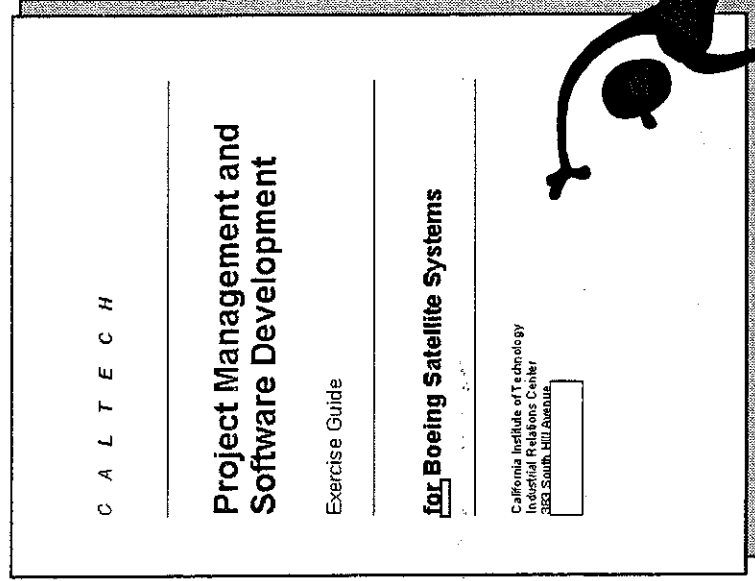 C A L T E C H
Project Management and
Software Development
Exercise Guide
for Boeing Satellite Systems
California Institute of Technology
Industrial Relations Center
383 South Hill Avenue